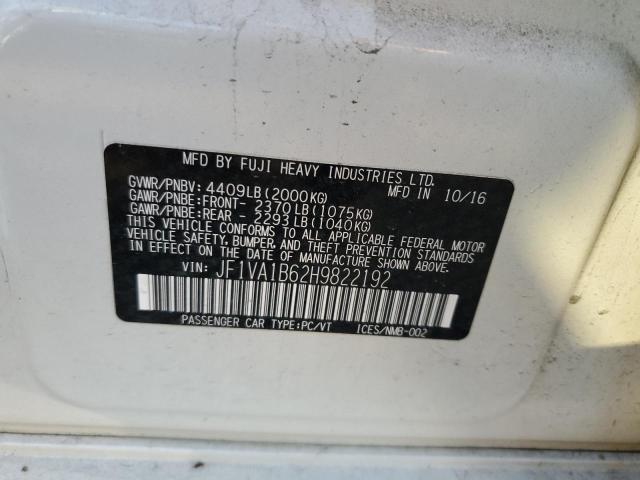 MFD BY FUJI HEAVY INDUSTRIES LTD.
GVWR/PNBV: 4409LB(2000KG) MFD IN 10/16
GAWR/PNBE:FRONT- 2370LB(1075KG)
GAWR/PNBE:REAR - 2293LB(1040KG)
THIS VEHICLE CONFORMS TO ALL APPLICABLE FEDERAL MOTOR
VEHICLE SAFETY, BUMPER, AND THEFT PREVENTION STANDARDS
IN EFFECT ON THE DATE OF MANUFACTURE SHOWN ABOVE.
VIN: JF1VA1B62H9822192
PASSENGER CAR TYPE:PC/VT ICES/NMB-002